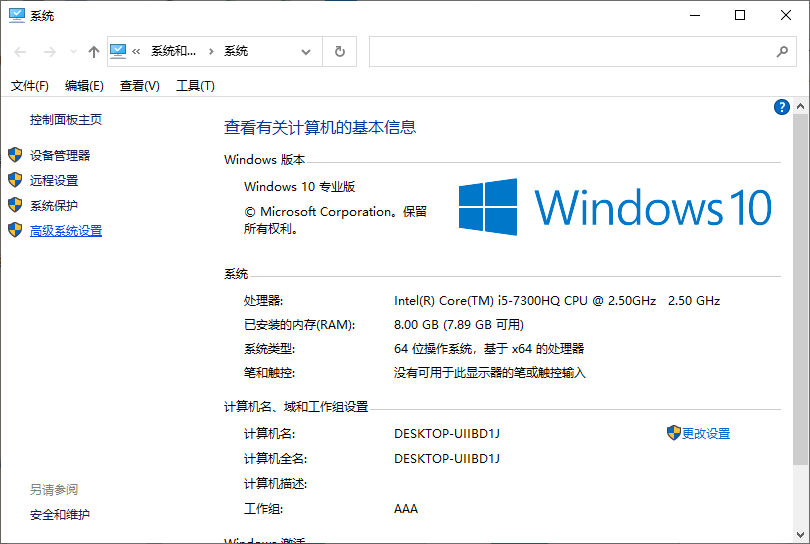 系统
« 系统和... › 系统
文件(F) 编辑(E) 查看(V) 工具(T)
控制面板主页
设备管理器
远程设置
系统保护
高级系统设置
另请参阅
安全和维护
?
查看有关计算机的基本信息
Windows 版本
Windows 10 专业版
© Microsoft Corporation。保留
所有权利。
Windows 10
系统
处理器: Intel(R) Core(TM) i5-7300HQ CPU @ 2.50GHz 2.50 GHz
已安装的内存(RAM): 8.00 GB (7.89 GB 可用)
系统类型: 64 位操作系统，基于 x64 的处理器
笔和触控: 没有可用于此显示器的笔或触控输入
计算机名、域和工作组设置
计算机名: DESKTOP-UIIBD1J 更改设置
计算机全名: DESKTOP-UIIBD1J
计算机描述:
工作组: AAA
Windows 激活